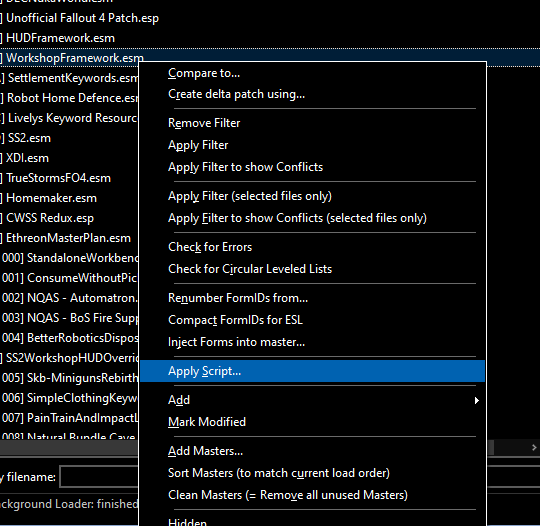 DLCNukaWorld.esm
] Unofficial Fallout 4 Patch.esp
] HUDFramework.esm
] WorkshopFramework.esm
] SettlementKeywords.esm
] Robot Home Defence.esm
] Livelys Keyword Resourc
] SS2.esm
] XDI.esm
] TrueStormsFO4.esm
] Homemaker.esm
] CWSS Redux.esp
] EthreonMasterPlan.esm
000] StandaloneWorkbenc
001] ConsumeWithoutPic
002] NQAS - Automatron.
003] NQAS - BoS Fire Supp
004] BetterRoboticsDispos
] SS2WorkshopHUDOverric
005] Skb-MinigunsRebirth
006] SimpleClothingKeyw
007] PainTrainAndImpactL
008] Natural Bundle Cave
y filename:
ackground Loader: finished
Compare to...
Create delta patch using...
Remove Filter
Apply Filter
Apply Filter to show Conflicts
Apply Filter (selected files only)
Apply Filter to show Conflicts (selected files only)
Check for Errors
Check for Circular Leveled Lists
Renumber FormIDs from...
Compact FormIDs for ESL
Inject Forms into master...
Apply Script...
Add
Mark Modified
Add Masters...
Sort Masters (to match current load order)
Clean Masters (= Remove all unused Masters)
Hidden